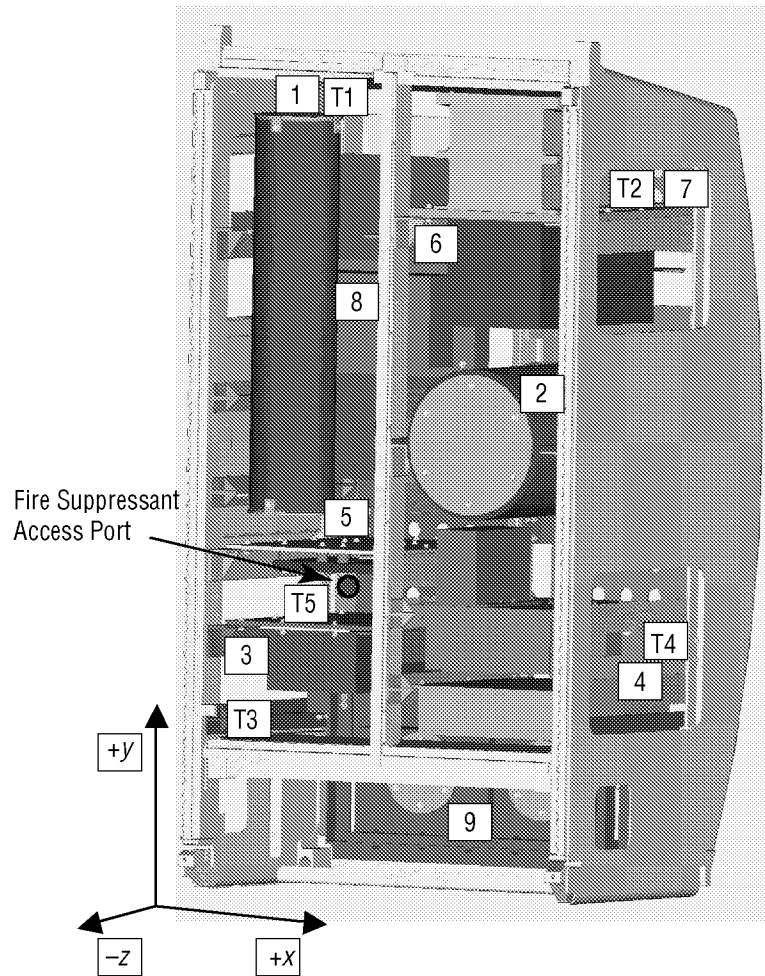 1 T1
T2 7
6
8
2
Fire Suppressant
Access Port
5
T5
T4
3
4
T3
+y
9
–z
+x